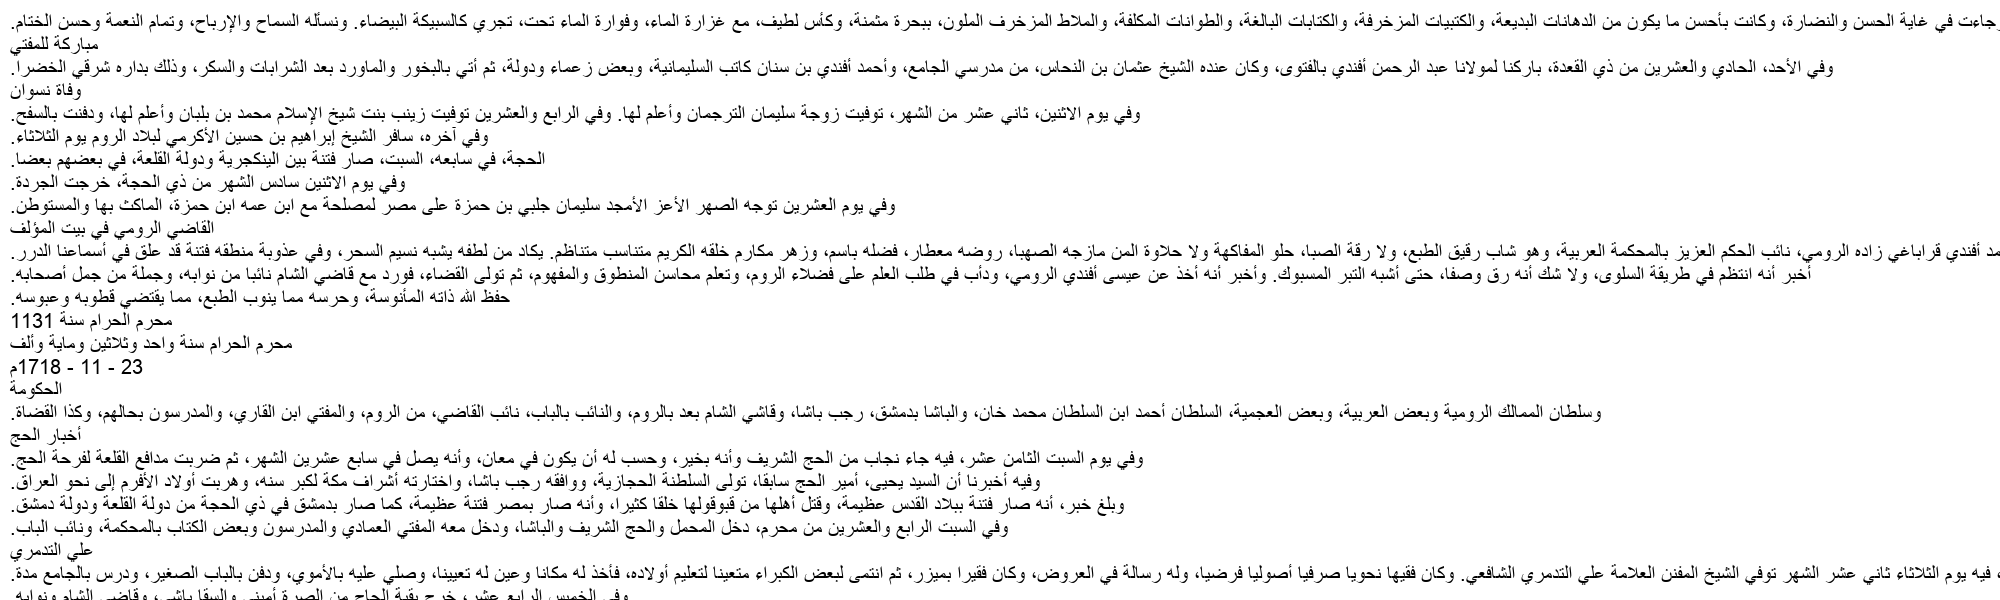 جاءت في غاية الحسن والنضارة، وكانت بأحسن ما يكون من الدهانات البديعة، والكتبيات المزخرفة، والكتابات البالغة، والطوانات المكلفة، والملاط المزخرف الملون، ببحرة مثمنة، وكأس لطيف، مع غزارة الماء، وفوارة الماء تحت، تجري كالسبيكة البيضاء. ونسأله السماح والإرباح، وتمام النعمة وحسن الختام.
مباركة للمفتي
وفي الأحد، الحادي والعشرين من ذي القعدة، باركنا لمولانا عبد الرحمن أفندي بالفتوى، وكان عنده الشيخ عثمان بن النحاس، من مدرسي الجامع، وأحمد أفندي بن سنان كاتب السليمانية، وبعض زعماء ودولة، ثم أتي بالبخور والماورد بعد الشرابات والسكر، وذلك بداره شرقي الخضرا.
وفاة نسوان
وفي يوم الاثنين، ثاني عشر من الشهر، توفيت زوجة سليمان الترجمان وأعلم لها. وفي الرابع والعشرين توفيت زينب بنت شيخ الإسلام محمد بن بلبان وأعلم لها، ودفنت بالسفح.
وفي آخره، سافر الشيخ إبراهيم بن حسين الأكرمي لبلاد الروم يوم الثلاثاء.
الحجة، في سابعه، السبت، صار فتنة بين الينكجرية ودولة القلعة، في بعضهم بعضا.
وفي يوم الاثنين سادس الشهر من ذي الحجة، خرجت الجردة.
وفي يوم العشرين توجه الصهر الأعز الأمجد سليمان جلبي بن حمزة على مصر لمصلحة مع ابن عمه ابن حمزة، الماكث بها والمستوطن.
القاضي الرومي في بيت المؤلف
أفندي قراباغي زاده الرومي، نائب الحكم العزيز بالمحكمة العربية، وهو شاب رقيق الطبع، ولا رقة الصبا، حلو المفاكهة ولا حلاوة المن مازجه الصهبا، روضه معطار، فضله باسم، وزهر مكارم خلقه الكريم متناسب متناظم. يكاد من لطفه يشبه نسيم السحر، وفي عذوبة منطقه فتنة قد علق في أسماعنا الدرر.
أخبر أنه انتظم في طريقة السلوى، ولا شك أنه رق وصفا، حتى أشبه التبر المسبوك. وأخبر أنه أخذ عن عيسى أفندي الرومي، ودأب في طلب العلم على فضلاء الروم، وتعلم محاسن المنطوق والمفهوم، ثم تولى القضاء، فورد مع قاضي الشام نائبا من نوابه، وجملة من جمل أصحابه.
حفظ الله ذاته المأنوسة، وحرسه مما ينوب الطبع، مما يقتضي قطوبه وعبوسه.
محرم الحرام سنة 1131
محرم الحرام سنة واحد وثلاثين وماية وألف
23 - 11 - 1718م
الحكومة
وسلطان الممالك الرومية وبعض العربية، وبعض العجمية، السلطان أحمد ابن السلطان محمد خان، والباشا بدمشق، رجب باشا، وقاشي الشام بعد بالروم، والنائب بالباب، نائب القاضي، من الروم، والمفتي ابن القاري، والمدرسون بحالهم، وكذا القضاة.
أخبار الحج
وفي يوم السبت الثامن عشر، فيه جاء نجاب من الحج الشريف وأنه بخير، وحسب له أن يكون في معان، وأنه يصل في سابع عشرين الشهر، ثم ضربت مدافع القلعة لفرحة الحج.
وفيه أخبرنا أن السيد يحيى، أمير الحج سابقا، تولى السلطنة الحجازية، ووافقه رجب باشا، واختارته أشراف مكة لكبر سنه، وهربت أولاد الأفرم إلى نحو العراق.
وبلغ خبر، أنه صار فتنة ببلاد القدس عظيمة، وقتل أهلها من قبوقولها خلقا كثيرا، وأنه صار بمصر فتنة عظيمة، كما صار بدمشق في ذي الحجة من دولة القلعة ودولة دمشق.
وفي السبت الرابع والعشرين من محرم، دخل المحمل والحج الشريف والباشا، ودخل معه المفتي العمادي والمدرسون وبعض الكتاب بالمحكمة، ونائب الباب.
علي التدمري
فيه يوم الثلاثاء ثاني عشر الشهر توفي الشيخ المفنن العلامة علي التدمري الشافعي. وكان فقيها نحويا صرفيا أصوليا فرضيا، وله رسالة في العروض، وكان فقيرا بميزر، ثم انتمى لبعض الكبراء متعينا لتعليم أولاده، فأخذ له مكانا وعين له تعيينا، وصلي عليه بالأموي، ودفن بالباب الصغير، ودرس بالجامع مدة.
وفي الخميس الرابع عشر، خرج بقية الحاج من الصرة أميني والسقا باشي، وقاضي الشام ونوابه.